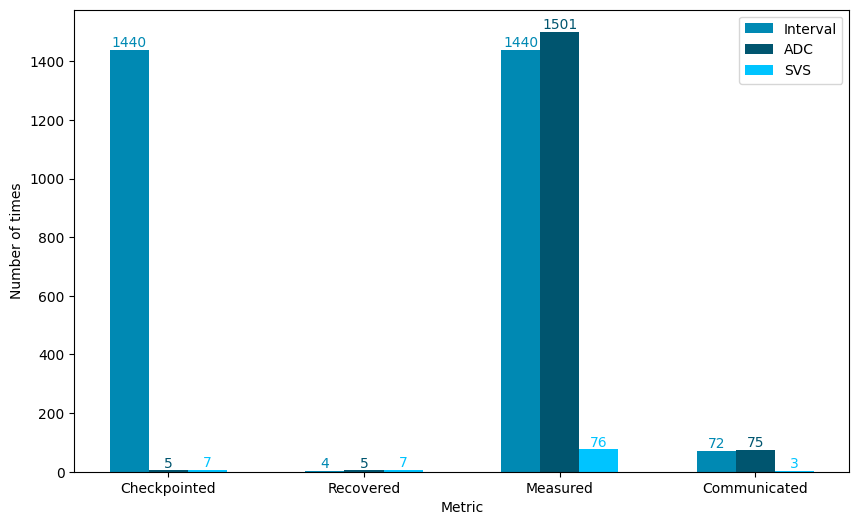 1440
1440
1501
Interval
ADC
SVS
1400
1200
1000
800
600
400
200
0
Number of times
5
7
4
5
7
76
72
75
3
Checkpointed
Recovered
Measured
Communicated
Metric